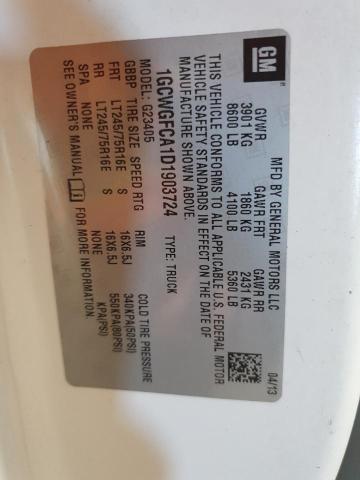 GM
MFD BY GENERAL MOTORS LLC 04/13
GVWR GAWR FRT GAWR RR
3901 KG 1860 KG 2431 KG
8600 LB 4100 LB 5360 LB
THIS VEHICLE CONFORMS TO ALL APPLICABLE U.S. FEDERAL MOTOR
VEHICLE SAFETY STANDARDS IN EFFECT ON THE DATE OF
MANUFACTURE SHOWN ABOVE.
1GCWGFCA1D1903724 TYPE: TRUCK
MODEL: G23405
GBBP TIRE SIZE SPEED RTG RIM COLD TIRE PRESSURE
FRT LT245/75R16E S 16X6.5J 340KPA(50PSI)
RR LT245/75R16E S 16X6.5J 550KPA(80PSI)
SPA NONE NONE KPA(PSI)
SEE OWNER'S MANUAL FOR MORE INFORMATION